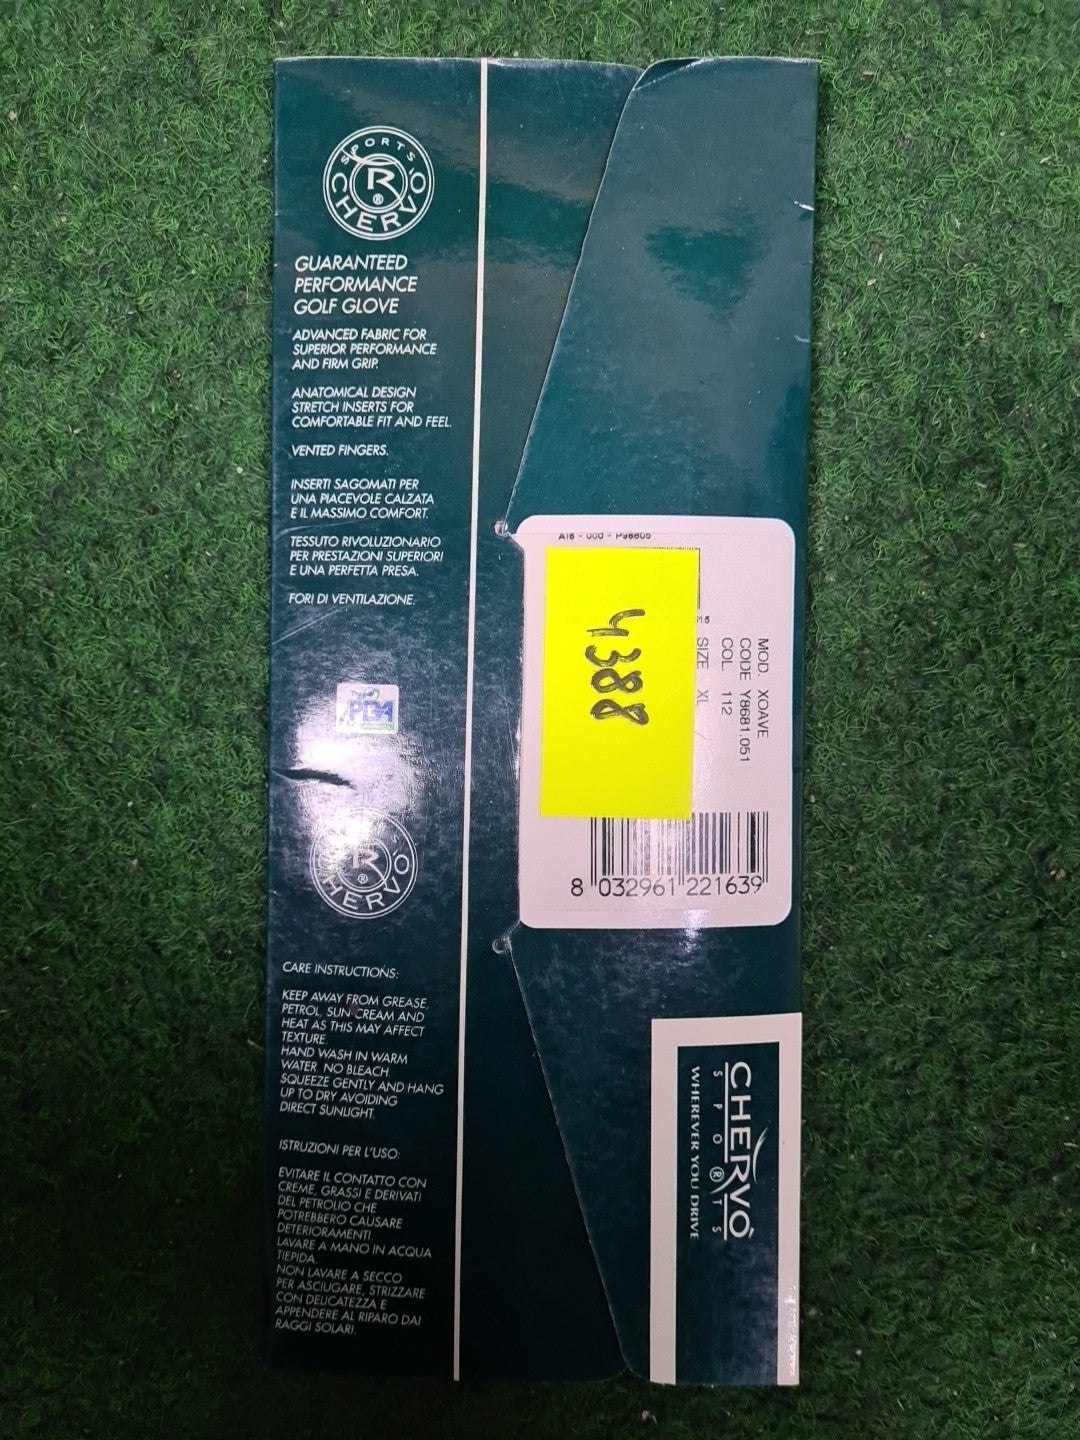 SPORTS
R
®
CHERVO
GUARANTEED
PERFORMANCE
GOLF GLOVE
ADVANCED FABRIC FOR
SUPERIOR PERFORMANCE
AND FIRM GRIP.
ANATOMICAL DESIGN
STRETCH INSERTS FOR
COMFORTABLE FIT AND FEEL.
VENTED FINGERS.
INSERTI SAGOMATI PER
UNA PIACEVOLE CALZATA
E IL MASSIMO COMFORT.
TESSUTO RIVOLUZIONARIO
PER PRESTAZIONI SUPERIORI
E UNA PERFETTA PRESA.
FORI DI VENTILAZIONE.
PGA
R
®
CHERVO
CARE INSTRUCTIONS:
KEEP AWAY FROM GREASE,
PETROL, SUN CREAM AND
HEAT AS THIS MAY AFFECT
TEXTURE.
HAND WASH IN WARM
WATER. NO BLEACH.
SQUEEZE GENTLY AND HANG
UP TO DRY AVOIDING
DIRECT SUNLIGHT.
ISTRUZIONI PER L'USO:
EVITARE IL CONTATTO CON
CREME, GRASSI E DERIVATI
DEL PETROLIO CHE
POTREBBERO CAUSARE
DETERIORAMENTI.
LAVARE A MANO IN ACQUA
TIEPIDA.
NON LAVARE A SECCO
PER ASCIUGARE, STRIZZARE
CON DELICATEZZA E
APPENDERE AL RIPARO DAI
RAGGI SOLARI.
MOD. XOAVE
CODE Y8681.051
COL. 112
SIZE XL
4388
8 032961 221639
CHERVÒ
SPO®TS
WHEREVER YOU DRIVE